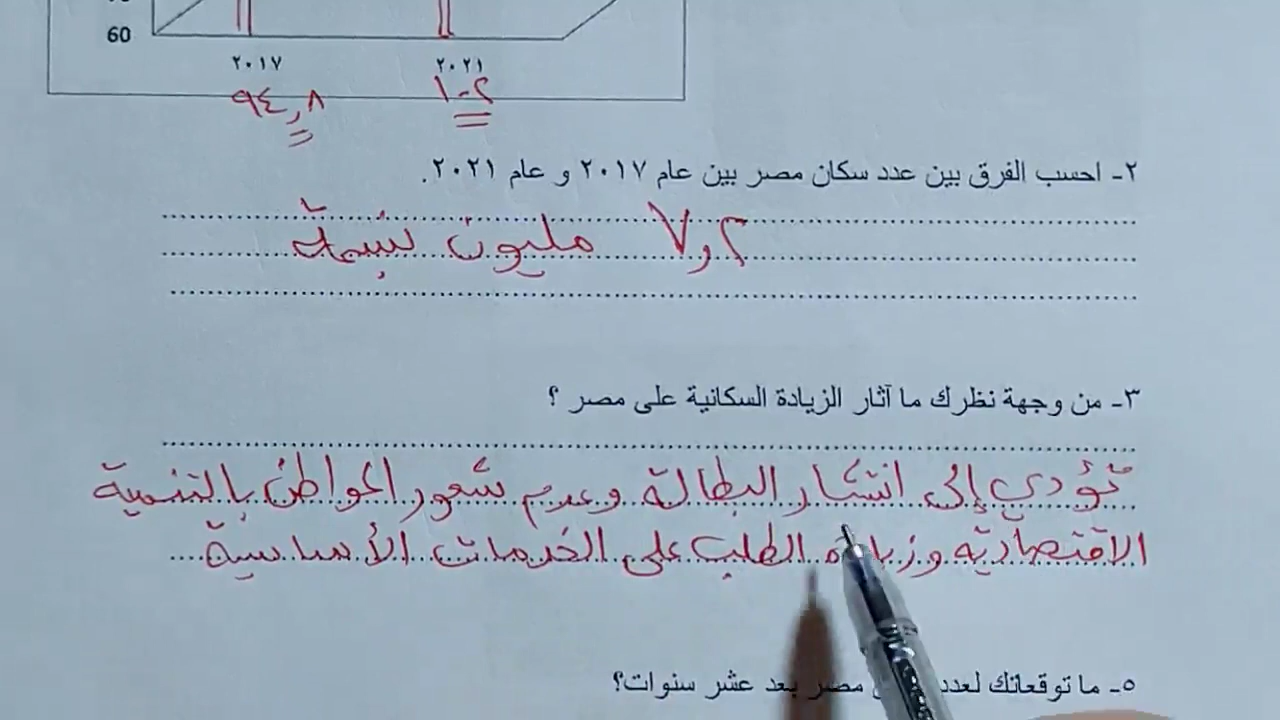 60
٢٠١٧ ٢٠٢١
٩٤,٨ ١٠٢
٢- احسب الفرق بين عدد سكان مصر بين عام ٢٠١٧ و عام ٢٠٢١.
٧,٢ مليون نسمة
٣- من وجهة نظرك ما آثار الزيادة السكانية على مصر ؟
تؤدي إلى انتشار البطالة وعدم شعور المواطن بالتنمية
الاقتصادية وزيادة الطلب على الخدمات الأساسية
٥- ما توقعاتك لعدد مصر بعد عشر سنوات؟